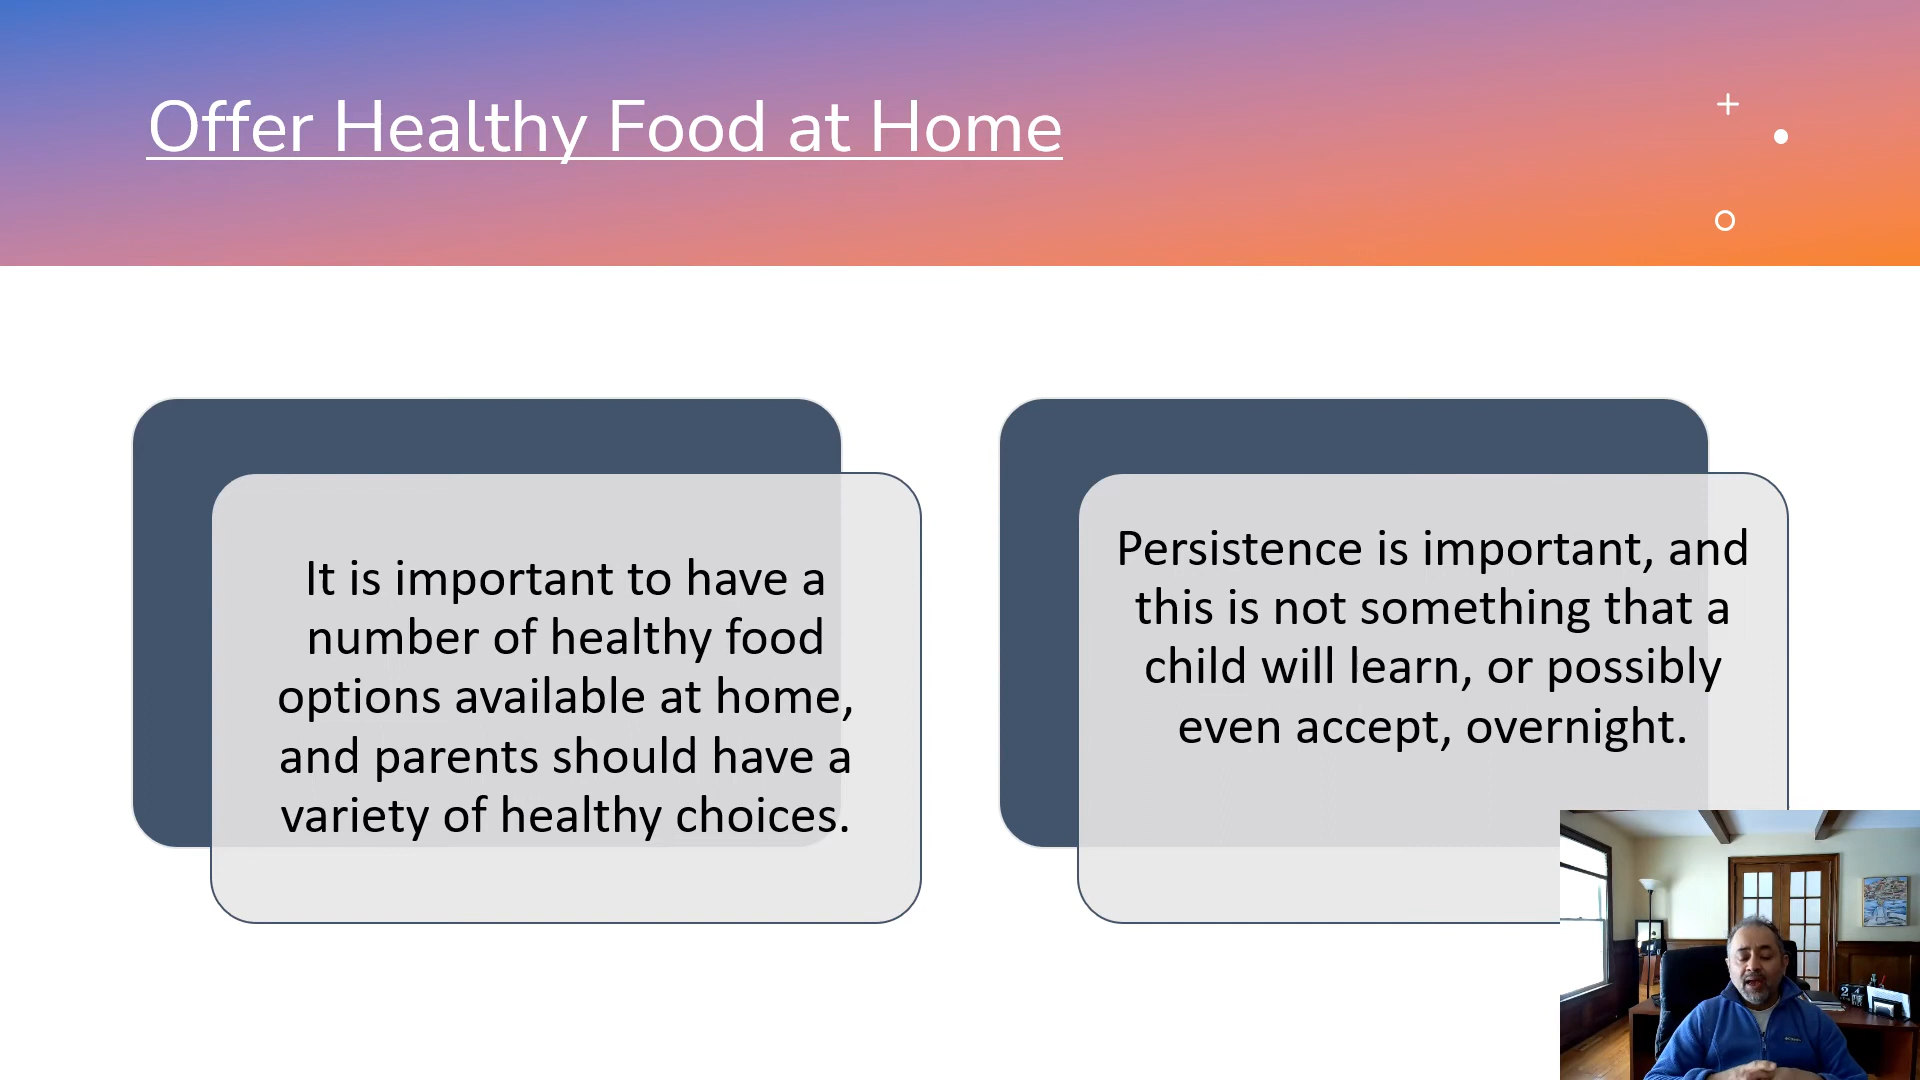 Offer Healthy Food at Home
It is important to have a
number of healthy food
options available at home,
and parents should have a
variety of healthy choices.
Persistence is important, and
this is not something that a
child will learn, or possibly
even accept, overnight.